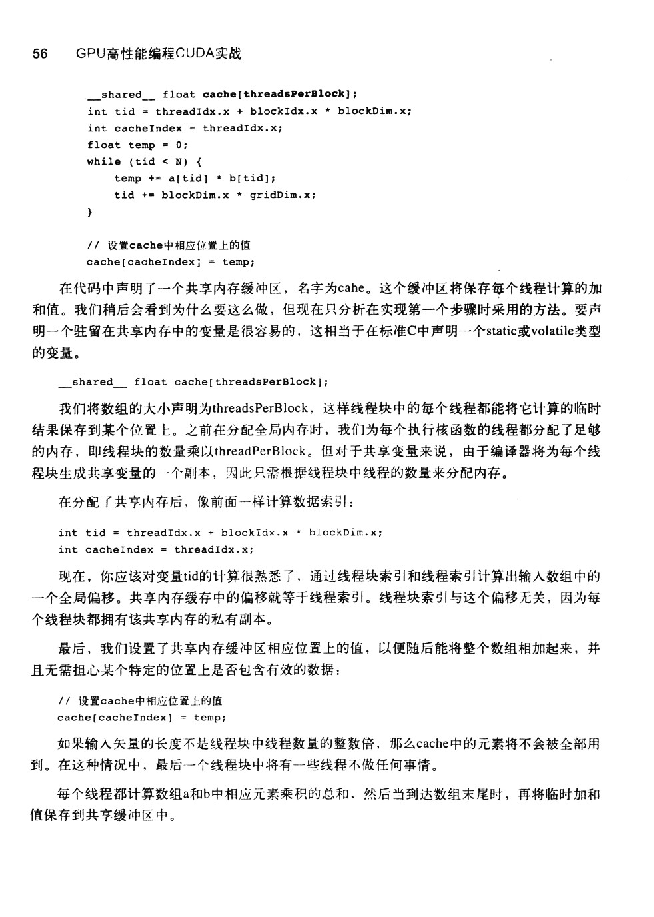 56 GPU高性能编程CUDA实战
__shared__ float cache[threadsPerBlock];
int tid = threadIdx.x + blockIdx.x * blockDim.x;
int cacheIndex = threadIdx.x;
float temp = 0;
while (tid < N) {
temp += a[tid] * b[tid];
tid += blockDim.x * gridDim.x;
}
// 设置cache中相应位置上的值
cache[cacheIndex] = temp;
在代码中声明了一个共享内存缓冲区，名字为cahe。这个缓冲区将保存每个线程计算的加
和值。我们稍后会看到为什么要这么做，但现在只分析在实现第一个步骤时采用的方法。要声
明一个驻留在共享内存中的变量是很容易的，这相当于在标准C中声明一个static或volatile类型
的变量。
__shared__ float cache[threadsPerBlock];
我们将数组的大小声明为threadsPerBlock，这样线程块中的每个线程都能将它计算的临时
结果保存到某个位置上。之前在分配全局内存时，我们为每个执行核函数的线程都分配了足够
的内存，即线程块的数量乘以threadPerBlock。但对于共享变量来说，由于编译器将为每个线
程块生成共享变量的一个副本，因此只需根据线程块中线程的数量来分配内存。
在分配了共享内存后，像前面一样计算数据索引：
int tid = threadIdx.x + blockIdx.x * blockDim.x;
int cacheIndex = threadIdx.x;
现在，你应该对变量tid的计算很熟悉了，通过线程块索引和线程索引计算出输入数组中的
一个全局偏移。共享内存缓存中的偏移就等于线程索引。线程块索引与这个偏移无关，因为每
个线程块都拥有该共享内存的私有副本。
最后，我们设置了共享内存缓冲区相应位置上的值，以便随后能将整个数组相加起来，并
且无需担心某个特定的位置上是否包含有效的数据：
// 设置cache中相应位置上的值
cache[cacheIndex] = temp;
如果输入矢量的长度不是线程块中线程数量的整数倍，那么cache中的元素将不会被全部用
到。在这种情况中，最后一个线程块中将有一些线程不做任何事情。
每个线程都计算数组a和b中相应元素乘积的总和，然后当到达数组末尾时，再将临时加和
值保存到共享缓冲区中。